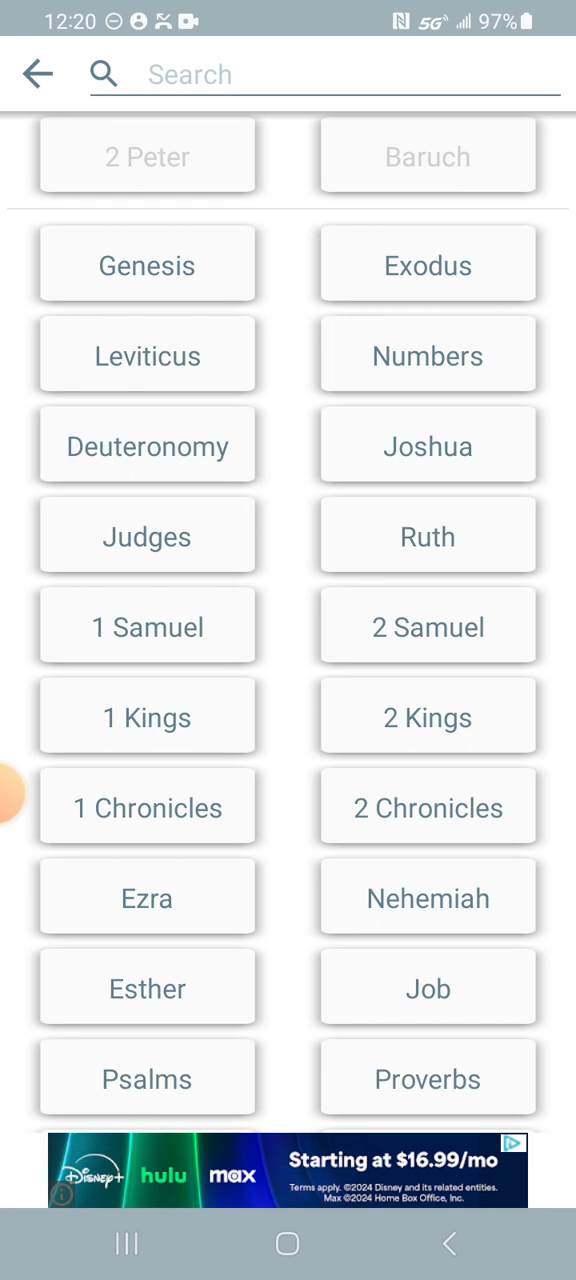 12:20 5G 97%
Search
2 Peter Baruch
Genesis Exodus
Leviticus Numbers
Deuteronomy Joshua
Judges Ruth
1 Samuel 2 Samuel
1 Kings 2 Kings
1 Chronicles 2 Chronicles
Ezra Nehemiah
Esther Job
Psalms Proverbs
Disney+ hulu max Starting at $16.99/mo
Terms apply. ©2024 Disney and its related entities.
Max ©2024 Home Box Office, Inc.